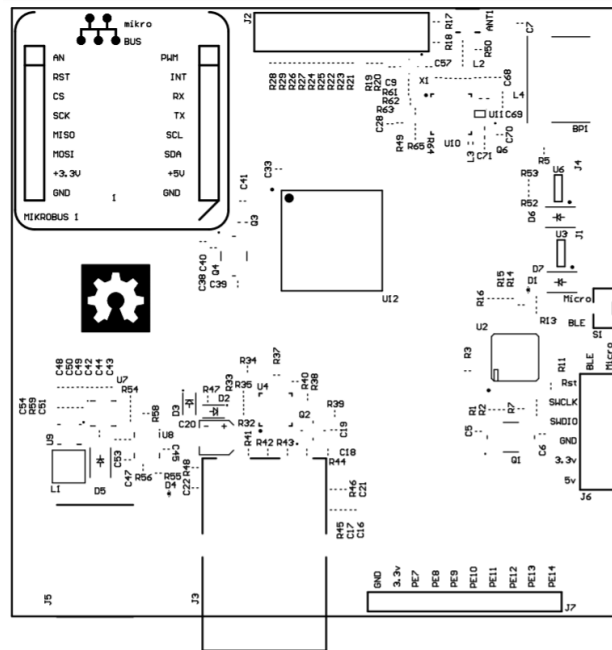 mikro
BUS
AN PWM
RST INT
CS RX
SCK TX
MISO SCL
MOSI SDA
+3.3V +5V
GND GND
I
MIKROBUS I
J2
R17
R18
ANT1
R50
L2
C7
R28
R29
R26
R27
R24
R25
R22
R23
R21
R19
R20
C9
C57
R61
R62
R63
X1
C68
L4
U11
C69
C28
R49
R65
R64
U10
L3
C71
C70
Q6
BP1
R5
J4
R53
U6
R52
D6
U3
J1
C33
C41
Q3
C40
Q4
C38
C39
U12
D7
D1
R15
R14
R16
R13
Micro
BLE
S1
U2
R3
R11
BLE
Micro
Rst
SWCLK
SWDIO
GND
3.3v
5v
J6
R1
R2
R7
C5
C6
Q1
C48
C50
C49
C42
C44
C43
U7
R54
C54
R59
C51
R58
U9
U8
L1
D5
C53
C47
R56
C45
R55
D4
R34
R37
R47
R33
R35
U4
R40
R38
D3
D2
C20
R32
Q2
R39
C19
R41
R42
R43
C18
R44
R48
C22
R46
C21
R45
C17
C16
J5
J3
GND
3.3v
PE7
PE8
PE9
PE10
PE11
PE12
PE13
PE14
J7